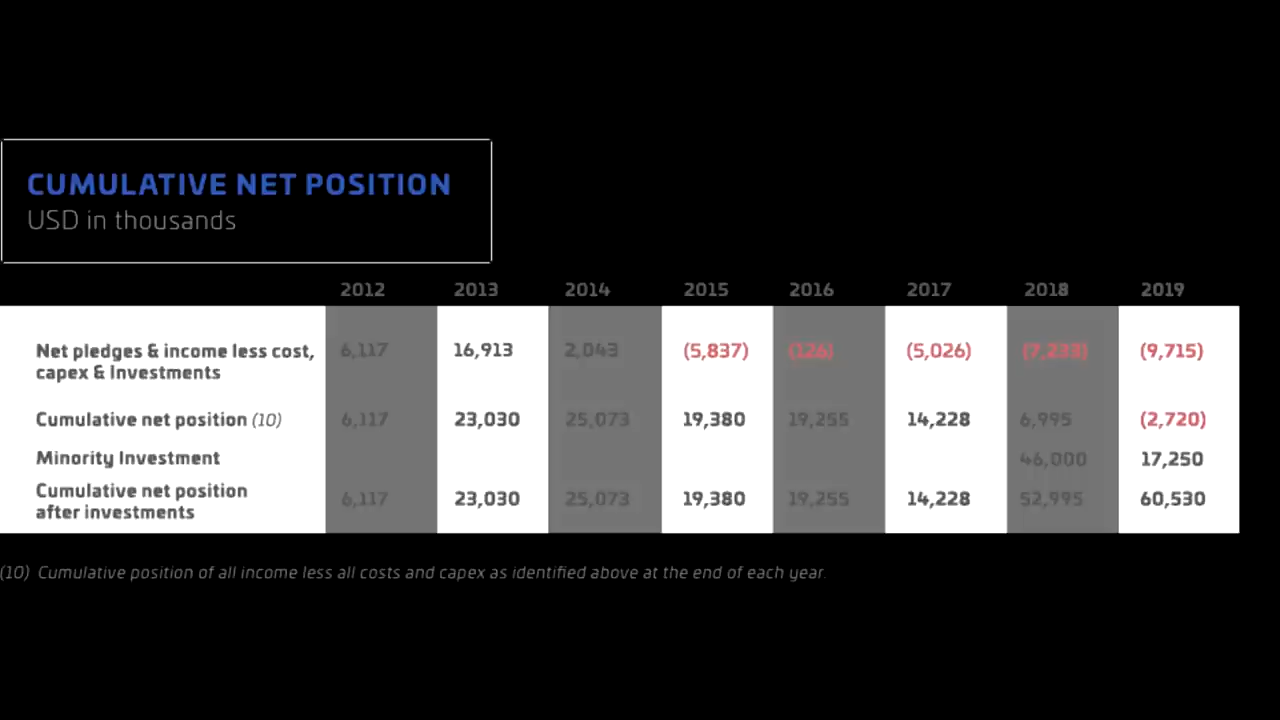 CUMULATIVE NET POSITION
USD in thousands
2012 2013 2014 2015 2016 2017 2018 2019
Net pledges & income less cost, 6,117 16,913 2,043 (5,837) (126) (5,026) (7,233) (9,715)
capex & Investments
Cumulative net position (10) 6,117 23,030 25,073 19,380 19,255 14,228 6,995 (2,720)
Minority Investment 46,000 17,250
Cumulative net position
after investments 6,117 23,030 25,073 19,380 19,255 14,228 52,995 60,530
(10) Cumulative position of all income less all costs and capex as identified above at the end of each year.